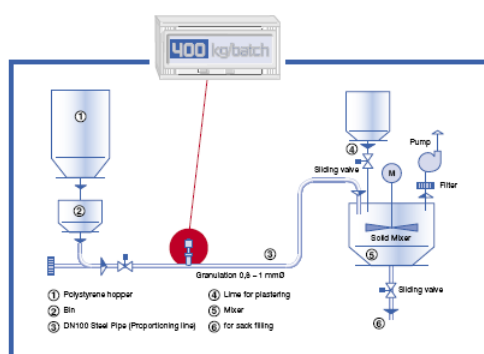 400 kg/batch
1
2
4
Sliding valve
Pump
M
Filter
Solid Mixer
3
5
Granulation 0,8 – 1 mmØ
Sliding valve
6
1 Polystyrene hopper
2 Bin
3 DN100 Steel Pipe (Proportioning line)
4 Lime for plastering
5 Mixer
6 for sack filling